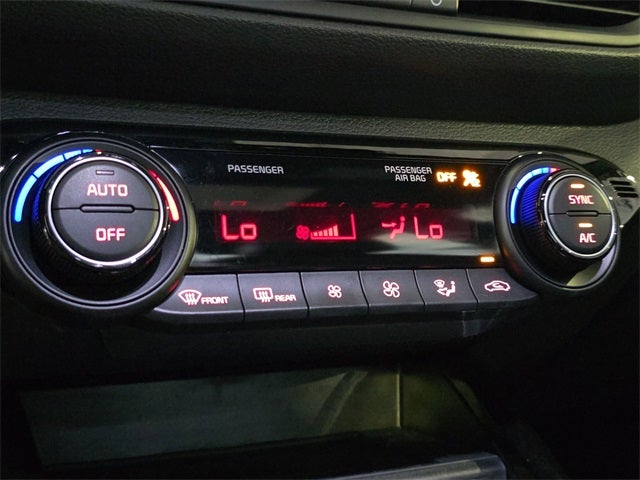 PASSENGER
PASSENGER
AIR BAG OFF
AUTO
OFF
Lo
Lo
SYNC
A/C
FRONT
REAR